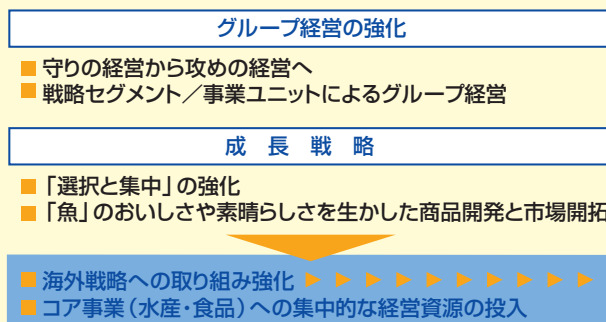 グループ経営の強化
■ 守りの経営から攻めの経営へ
■ 戦略セグメント／事業ユニットによるグループ経営
成長戦略
■ 「選択と集中」の強化
■ 「魚」のおいしさや素晴らしさを生かした商品開発と市場開拓
■ 海外戦略への取り組み強化 ▶ ▶ ▶ ▶ ▶ ▶ ▶ ▶ ▶ ▶
■ コア事業（水産・食品）への集中的な経営資源の投入